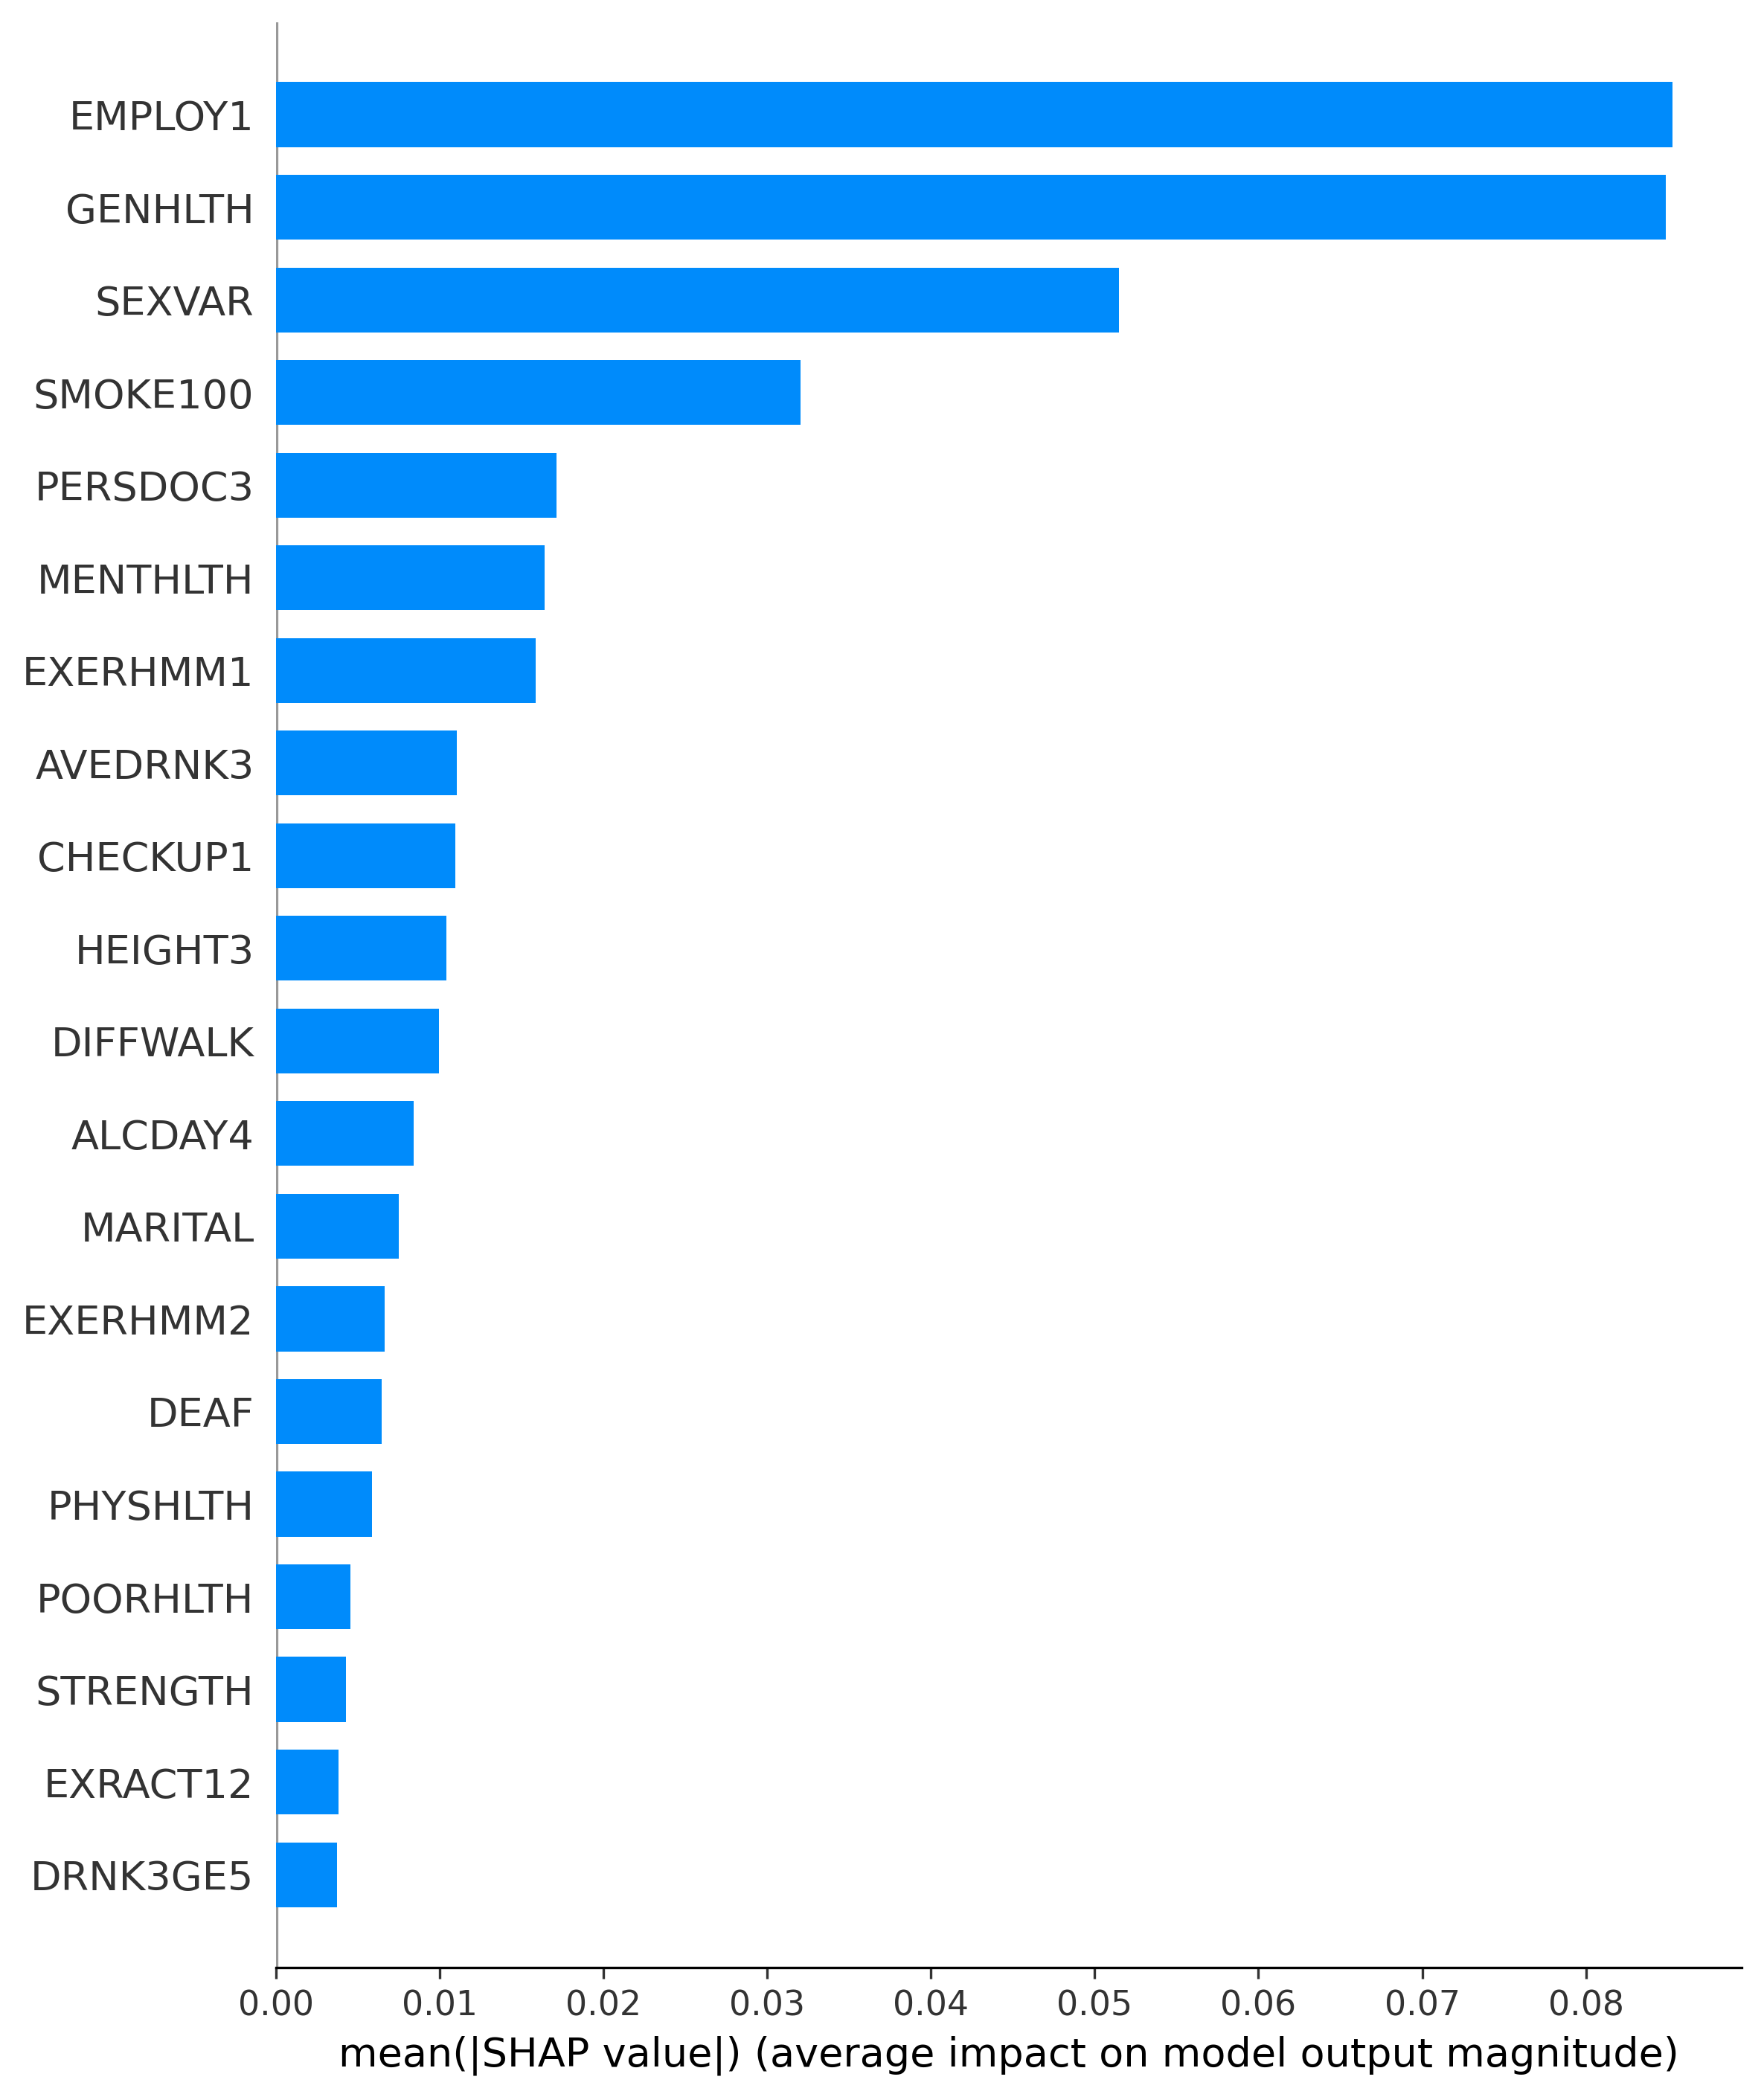 EMPLOY1
GENHLTH
SEXVAR
SMOKE100
PERSDOC3
MENTHLTH
EXERHMM1
AVEDRNK3
CHECKUP1
HEIGHT3
DIFFWALK
ALCDAY4
MARITAL
EXERHMM2
DEAF
PHYSHLTH
POORHLTH
STRENGTH
EXRACT12
DRNK3GE5
0.00 0.01 0.02 0.03 0.04 0.05 0.06 0.07 0.08
mean(|SHAP value|) (average impact on model output magnitude)